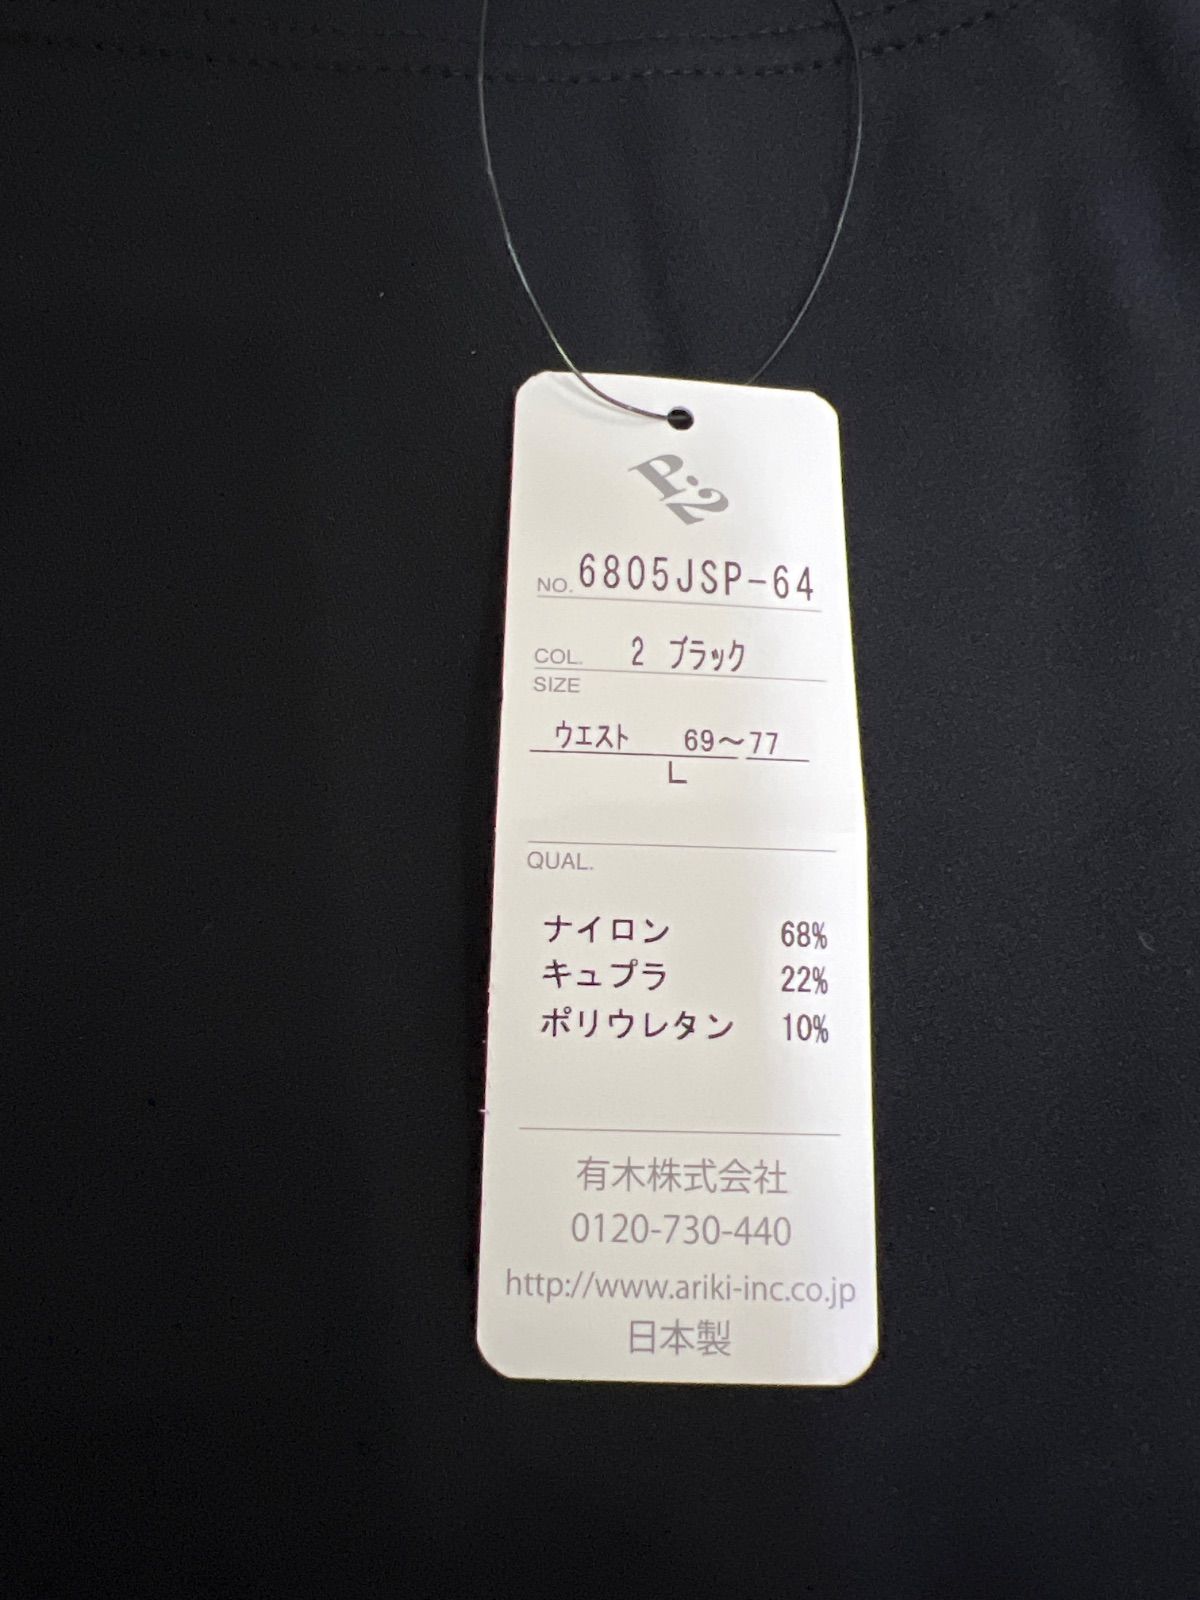 P:2
NO. 6805JSP-64
COL. 2 ブラック
SIZE
ウエスト 69〜77
L
QUAL.
ナイロン 68%
キュプラ 22%
ポリウレタン 10%
有木株式会社
0120-730-440
http://www.ariki-inc.co.jp
日本製